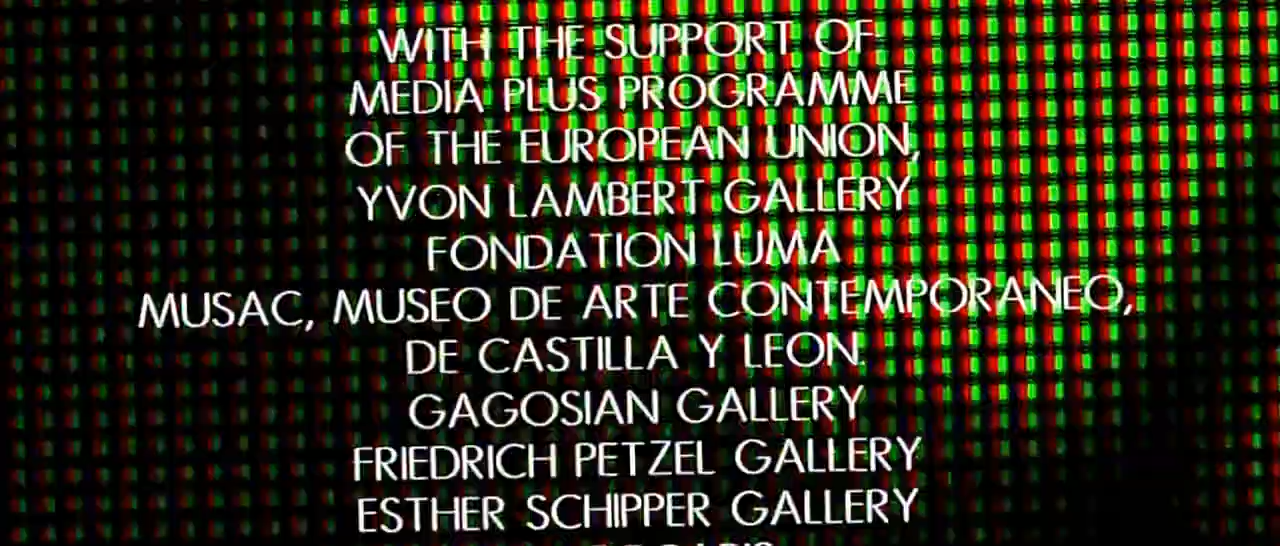 WITH THE SUPPORT OF
MEDIA PLUS PROGRAMME
OF THE EUROPEAN UNION,
YVON LAMBERT GALLERY
FONDATION LUMA
MUSAC, MUSEO DE ARTE CONTEMPORANEO,
DE CASTILLA Y LEON
GAGOSIAN GALLERY
FRIEDRICH PETZEL GALLERY
ESTHER SCHIPPER GALLERY